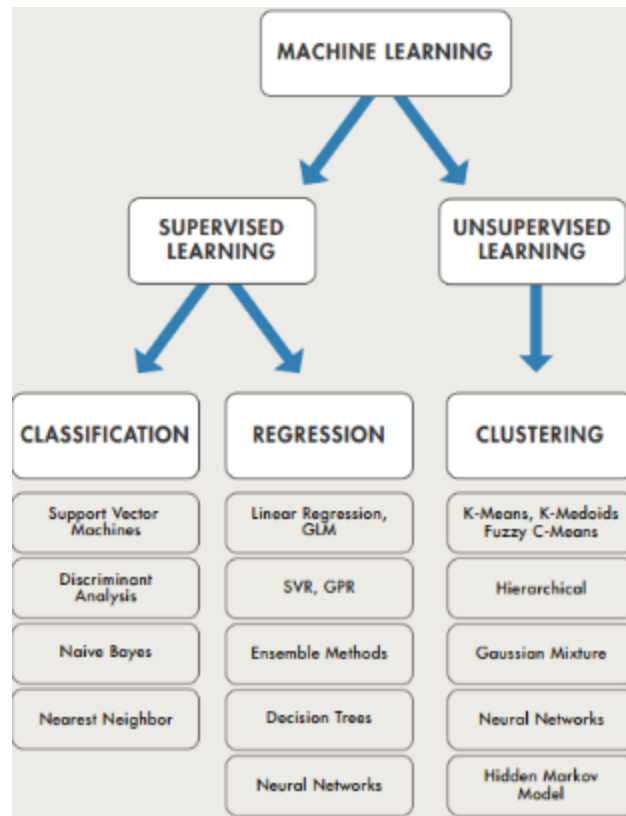 MACHINE LEARNING
SUPERVISED
LEARNING
UNSUPERVISED
LEARNING
CLASSIFICATION
Support Vector
Machines
Discriminant
Analysis
Naive Bayes
Nearest Neighbor
REGRESSION
Linear Regression,
GLM
SVR, GPR
Ensemble Methods
Decision Trees
Neural Networks
CLUSTERING
K-Means, K-Medoids
Fuzzy C-Means
Hierarchical
Gaussian Mixture
Neural Networks
Hidden Markov
Model